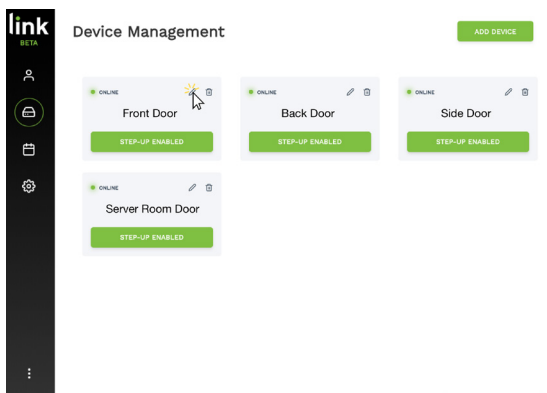 link
BETA
Device Management
ADD DEVICE
ONLINE
Front Door
STEP-UP ENABLED
ONLINE
Back Door
STEP-UP ENABLED
ONLINE
Side Door
STEP-UP ENABLED
ONLINE
Server Room Door
STEP-UP ENABLED